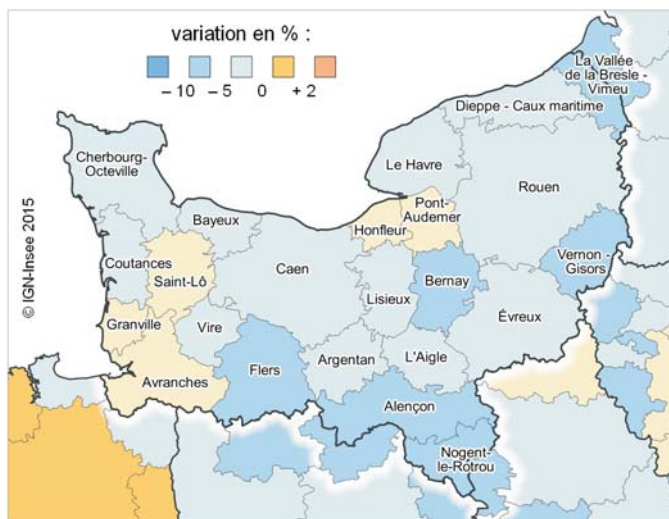 variation en % :
– 10
– 5
0
+ 2
La Vallée
de la Bresle -
Vimeu
Dieppe - Caux maritime
Cherbourg-
Octeville
Le Havre
Rouen
Bayeux
Pont-
Audemer
Honfleur
Caen
Coutances
Saint-Lô
Vernon -
Gisors
Bernay
Lisieux
Évreux
Granville
Vire
Argentan
L'Aigle
Flers
Avranches
Alençon
Nogent-
le-Rotrou
© IGN-Insee 2015